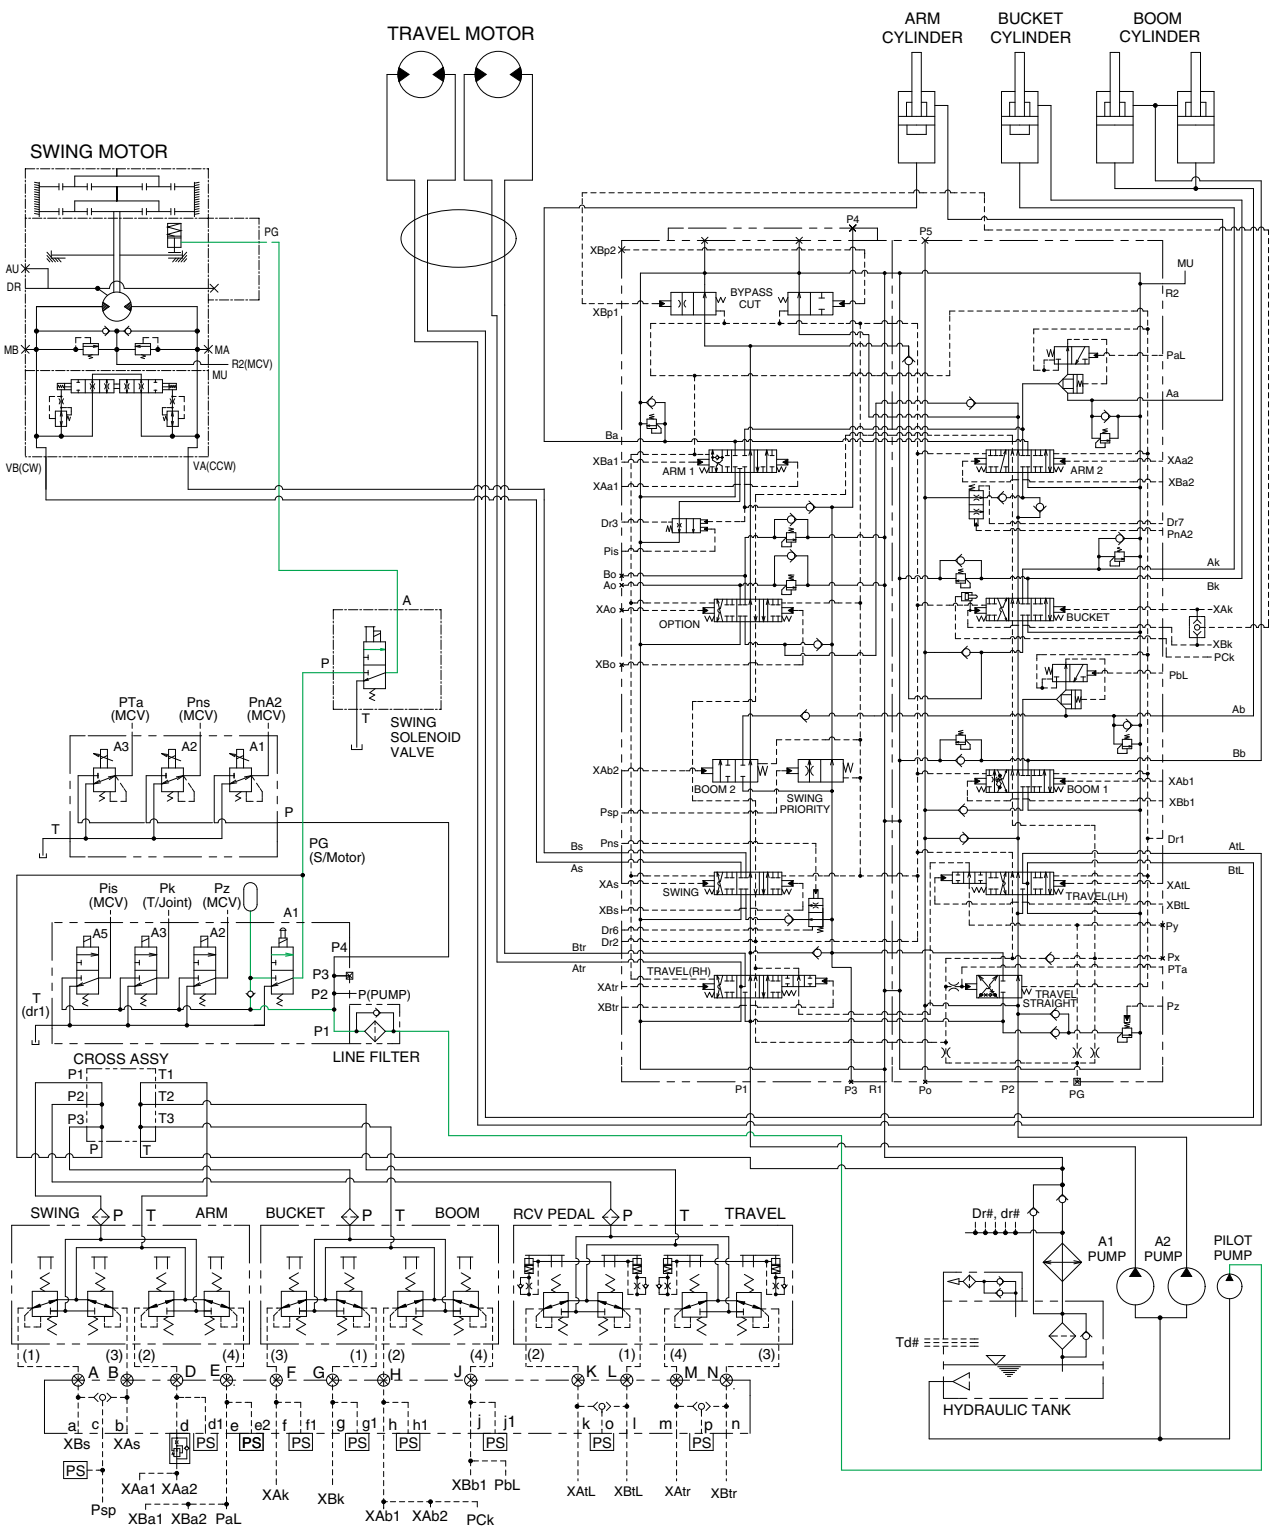 ARM CYLINDER
BUCKET CYLINDER
BOOM CYLINDER
TRAVEL MOTOR
SWING MOTOR
PG
AU
DR
MB
MA
R2(MCV)
MU
VB(CW)
VA(CCW)
P4
P5
XBp2
XBp1
BYPASS CUT
MU
R2
PaL
Aa
Ba
XBa1
ARM 1
XAa1
ARM 2
XAa2
XBa2
Dr3
Pis
Dr7
PnA2
Bo
Ao
XAo
OPTION
XBo
Ak
Bk
BUCKET
XAk
XBk
PCk
PbL
Ab
Bb
XAb2
BOOM 2
SWING PRIORITY
Psp
BOOM 1
XAb1
XBb1
Pns
Dr1
Bs
As
AtL
BtL
XAs
SWING
XBs
Dr6
Dr2
TRAVEL(LH)
XAtL
XBtL
Py
Btr
Atr
TRAVEL(RH)
XAtr
XBtr
Px
PTa
TRAVEL STRAIGHT
Pz
P1
P3
R1
Po
P2
PG
A
P
T
SWING SOLENOID VALVE
PTa (MCV)
Pns (MCV)
PnA2 (MCV)
A3
A2
A1
T
P
PG (S/Motor)
Pis (MCV)
Pk (T/Joint)
Pz (MCV)
A5
A3
A2
A1
P4
P3
P2
P(PUMP)
P1
T (dr1)
LINE FILTER
CROSS ASSY
P1
T1
P2
T2
P3
T3
P
T
SWING
P
T
ARM
BUCKET
P
T
BOOM
RCV PEDAL
P
T
TRAVEL
(1)
(3)
(2)
(4)
(3)
(1)
(2)
(4)
(2)
(1)
(4)
(3)
A
B
D
E
F
G
H
J
K
L
M
N
a
c
b
d
d1
e
e2
f
f1
g
g1
h
h1
j
j1
k
o
l
m
p
n
XBs
XAs
PS
PS
PS
PS
PS
PS
PS
PS
PS
Psp
XAa1
XAa2
XBa1
XBa2
PaL
XAk
XBk
XAb1
XAb2
PCk
XBb1
PbL
XAtL
XBtL
XAtr
XBtr
Dr#, dr#
A1 PUMP
A2 PUMP
PILOT PUMP
Td#
HYDRAULIC TANK